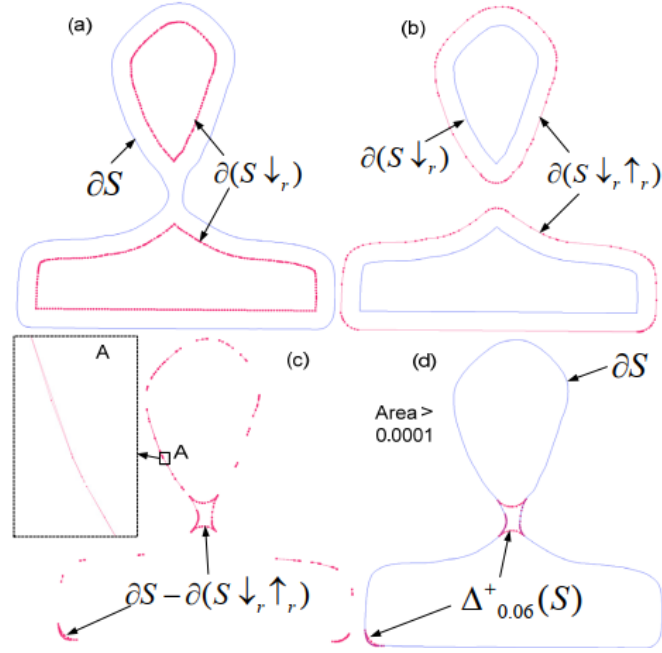 (a)
(b)
∂S
∂(S ↓ᵣ)
∂(S ↓ᵣ)
∂(S ↓ᵣ↑ᵣ)
A
(c)
A
∂S − ∂(S ↓ᵣ↑ᵣ)
(d)
∂S
Area >
0.0001
Δ⁺₀.₀₆(S)